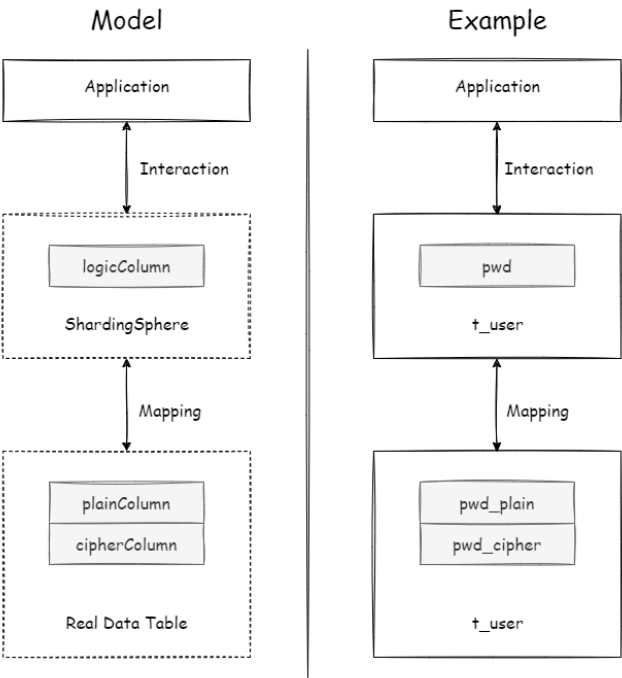 Model
Application
Interaction
logicColumn
ShardingSphere
Mapping
plainColumn
cipherColumn
Real Data Table
Example
Application
Interaction
pwd
t_user
Mapping
pwd_plain
pwd_cipher
t_user